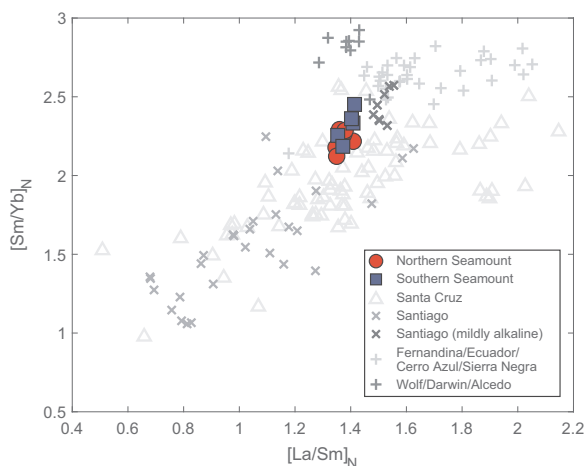 3
2.5
2
1.5
1
0.5
[Sm/Yb]N
0.4
0.6
0.8
1
1.2
1.4
1.6
1.8
2
2.2
[La/Sm]N
Northern Seamount
Southern Seamount
Santa Cruz
Santiago
Santiago (mildly alkaline)
Fernandina/Ecuador/
Cerro Azul/Sierra Negra
Wolf/Darwin/Alcedo